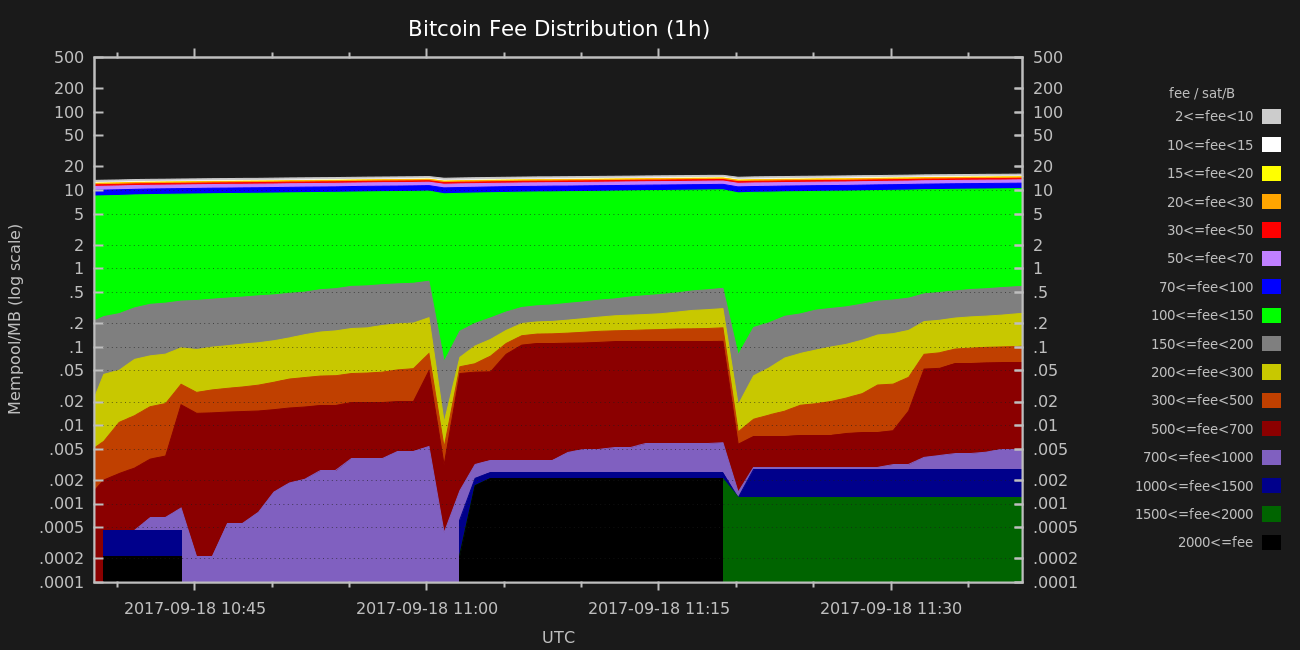 Bitcoin Fee Distribution (1h)
Mempool/MB (log scale)
500
200
100
50
20
10
5
2
1
.5
.2
.1
.05
.02
.01
.005
.002
.001
.0005
.0002
.0001
500
200
100
50
20
10
5
2
1
.5
.2
.1
.05
.02
.01
.005
.002
.001
.0005
.0002
.0001
2017-09-18 10:45
2017-09-18 11:00
2017-09-18 11:15
2017-09-18 11:30
UTC
fee / sat/B
2<=fee<10
10<=fee<15
15<=fee<20
20<=fee<30
30<=fee<50
50<=fee<70
70<=fee<100
100<=fee<150
150<=fee<200
200<=fee<300
300<=fee<500
500<=fee<700
700<=fee<1000
1000<=fee<1500
1500<=fee<2000
2000<=fee